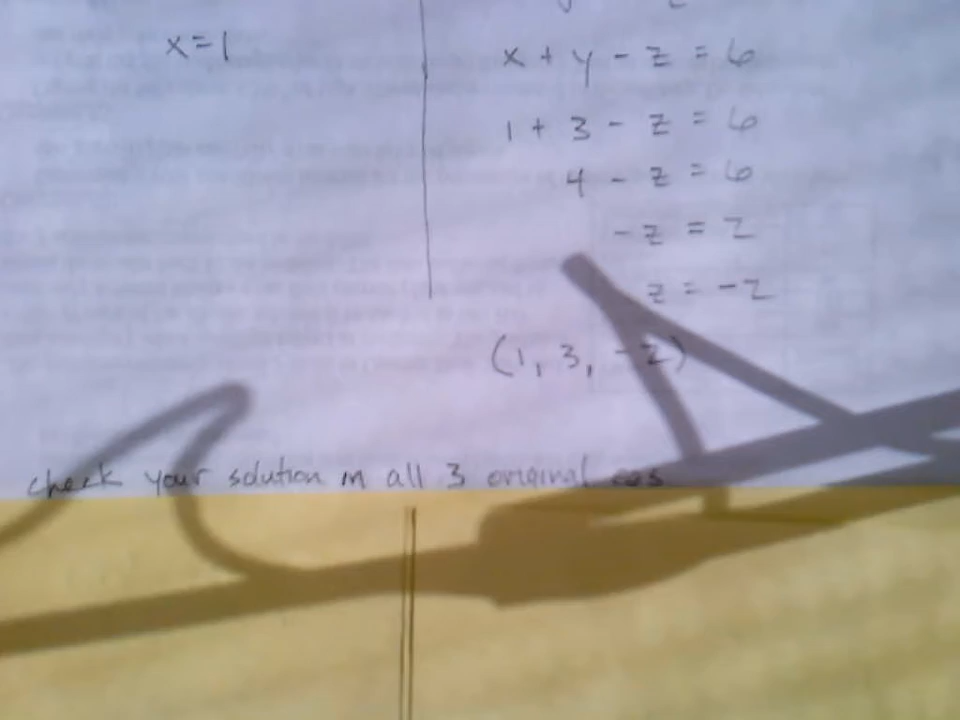 x = 1
x + y - z = 6
1 + 3 - z = 6
4 - z = 6
- z = 2
z = -2
(1, 3, -2)
check your solution in all 3 original eqs